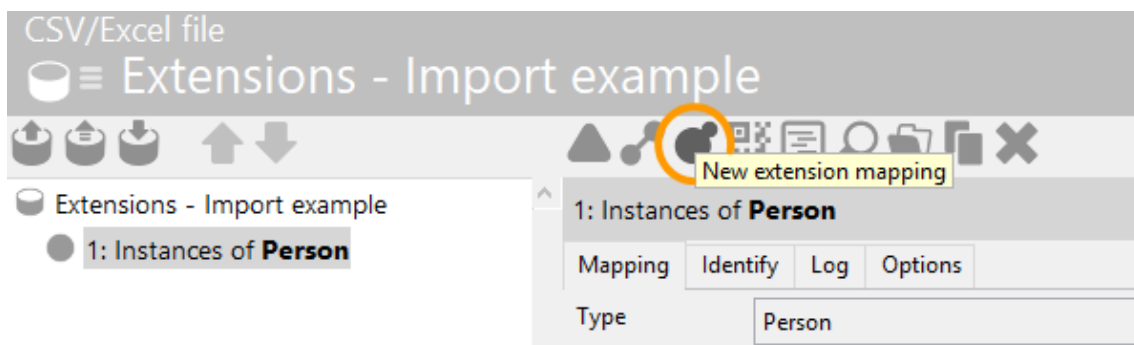 CSV/Excel file
Extensions - Import example
New extension mapping
Extensions - Import example
1: Instances of Person
1: Instances of Person
Mapping Identify Log Options
Type Person